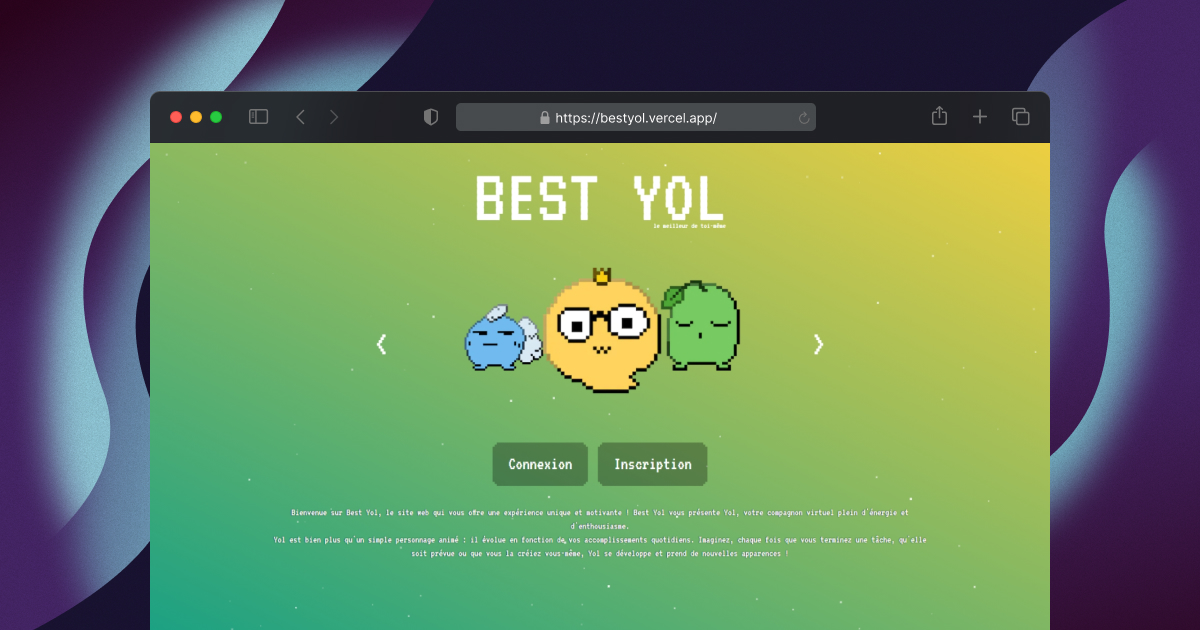 https://bestyol.vercel.app/
BEST YOL
le meilleur de toi-même
Connexion
Inscription
Bienvenue sur Best Yol, le site web qui vous offre une expérience unique et motivante ! Best Yol vous présente Yol, votre compagnon virtuel plein d'énergie et
d'enthousiasme.
Yol est bien plus qu'un simple personnage animé : il évolue en fonction de vos accomplissements quotidiens. Imaginez, chaque fois que vous terminez une tâche, qu'elle
soit prévue ou que vous la créiez vous-même, Yol se développe et prend de nouvelles apparences !